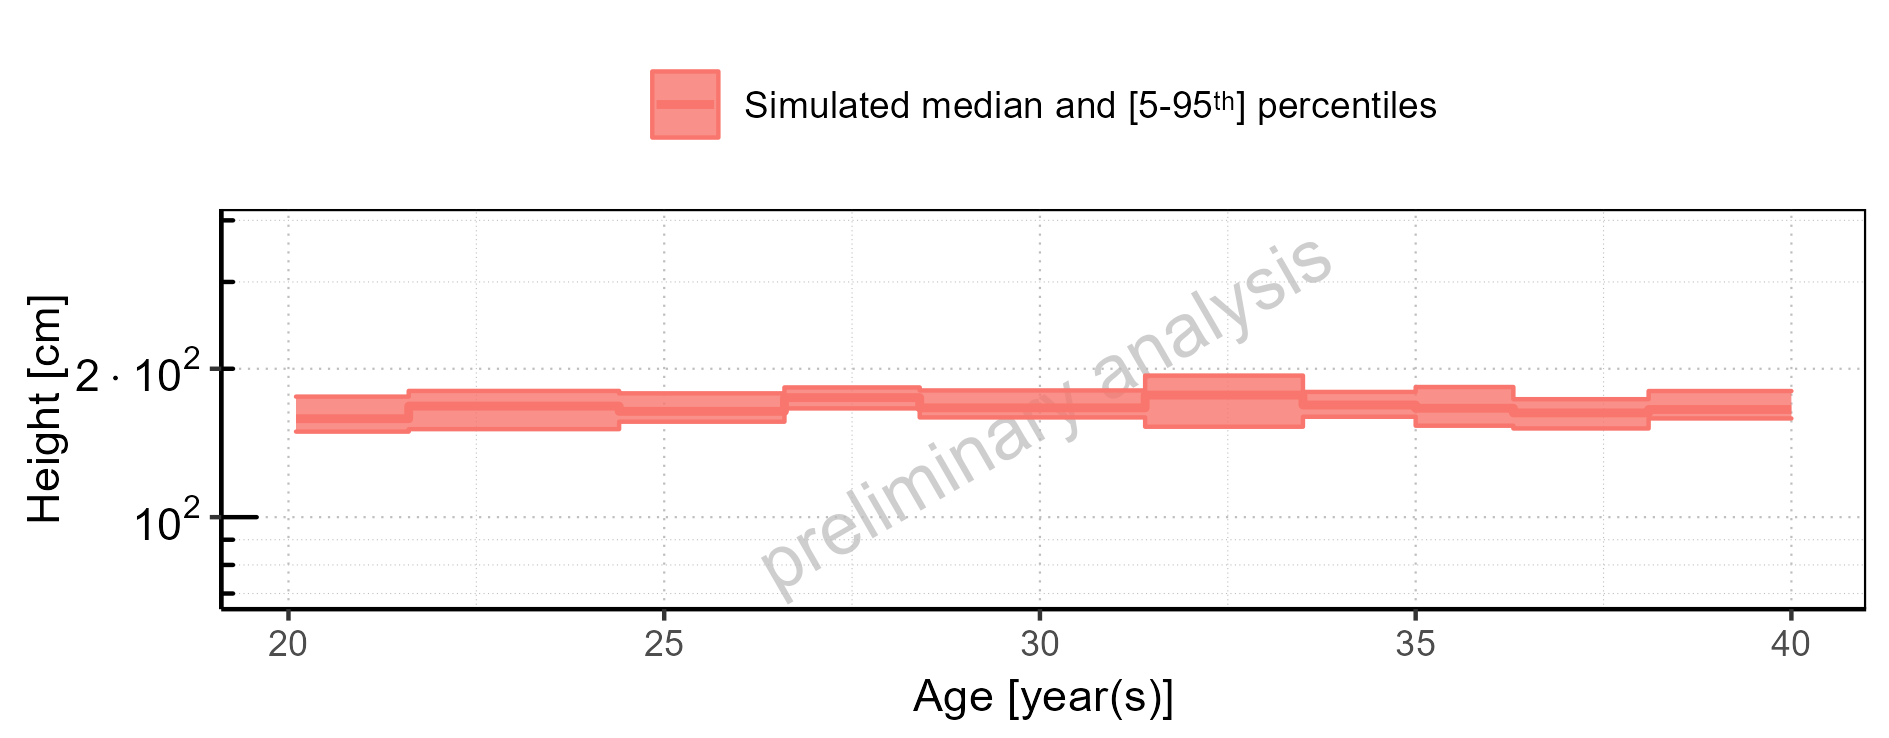 Simulated median and [5-95th] percentiles
Height [cm]
2 · 10²
10²
preliminary analysis
20 25 30 35 40
Age [year(s)]